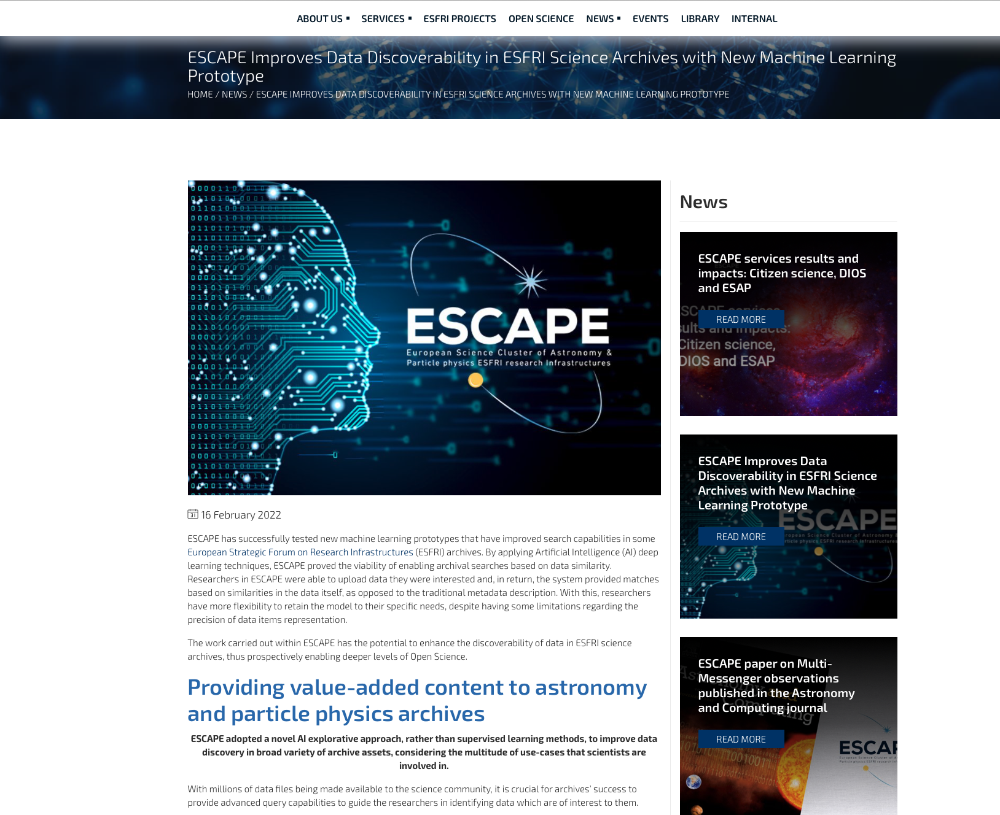 ABOUT US
SERVICES
ESFRI PROJECTS
OPEN SCIENCE
NEWS
EVENTS
LIBRARY
INTERNAL
ESCAPE Improves Data Discoverability in ESFRI Science Archives with New Machine Learning
Prototype
HOME / NEWS / ESCAPE IMPROVES DATA DISCOVERABILITY IN ESFRI SCIENCE ARCHIVES WITH NEW MACHINE LEARNING PROTOTYPE
ESCAPE
European Science Cluster of Astronomy &
Particle physics ESFRI research Infrastructures
16 February 2022
ESCAPE has successfully tested new machine learning prototypes that have improved search capabilities in some
European Strategic Forum on Research Infrastructures (ESFRI) archives. By applying Artificial Intelligence (AI) deep
learning techniques, ESCAPE proved the viability of enabling archival searches based on data similarity.
Researchers in ESCAPE were able to upload data they were interested and, in return, the system provided matches
based on similarities in the data itself, as opposed to the traditional metadata description. With this, researchers
have more flexibility to retain the model to their specific needs, despite having some limitations regarding the
precision of data items representation.
The work carried out within ESCAPE has the potential to enhance the discoverability of data in ESFRI science
archives, thus prospectively enabling deeper levels of Open Science.
Providing value-added content to astronomy
and particle physics archives
ESCAPE adopted a novel AI explorative approach, rather than supervised learning methods, to improve data
discovery in broad variety of archive assets, considering the multitude of use-cases that scientists are
involved in.
With millions of data files being made available to the science community, it is crucial for archives' success to
provide advanced query capabilities to guide the researchers in identifying data which are of interest to them.
News
ESCAPE services results and
impacts: Citizen science, DIOS
and ESAP
READ MORE
Citizen science,
DIOS and ESAP
ESCAPE Improves Data
Discoverability in ESFRI Science
Archives with New Machine
Learning Prototype
READ MORE
ESCAPE
ESCAPE paper on Multi-
Messenger observations
published in the Astronomy
and Computing journal
READ MORE